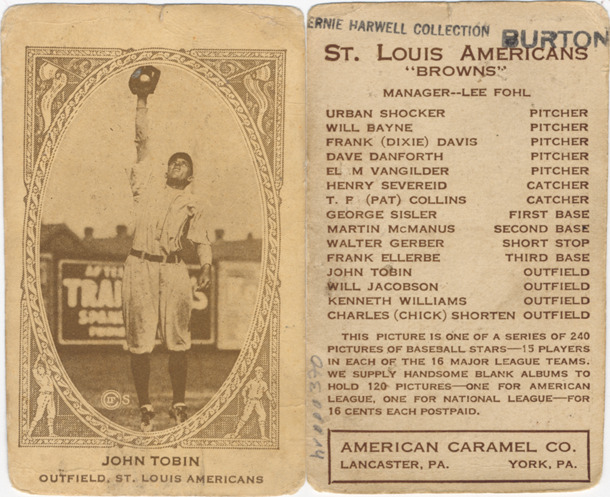 JOHN TOBIN
OUTFIELD, ST. LOUIS AMERICANS
ERNIE HARWELL COLLECTION
BURTON
ST. LOUIS AMERICANS
"BROWNS"
MANAGER--LEE FOHL
URBAN SHOCKER PITCHER
WILL BAYNE PITCHER
FRANK (DIXIE) DAVIS PITCHER
DAVE DANFORTH PITCHER
EL M VANGILDER PITCHER
HENRY SEVEREID CATCHER
T. P (PAT) COLLINS CATCHER
GEORGE SISLER FIRST BASE
MARTIN McMANUS SECOND BASE
WALTER GERBER SHORT STOP
FRANK ELLERBE THIRD BASE
JOHN TOBIN OUTFIELD
WILL JACOBSON OUTFIELD
KENNETH WILLIAMS OUTFIELD
CHARLES (CHICK) SHORTEN OUTFIELD
THIS PICTURE IS ONE OF A SERIES OF 240
PICTURES OF BASEBALL STARS—15 PLAYERS
IN EACH OF THE 16 MAJOR LEAGUE TEAMS.
WE SUPPLY HANDSOME BLANK ALBUMS TO
HOLD 120 PICTURES—ONE FOR AMERICAN
LEAGUE, ONE FOR NATIONAL LEAGUE—FOR
16 CENTS EACH POSTPAID.
AMERICAN CARAMEL CO.
LANCASTER, PA. YORK, PA.